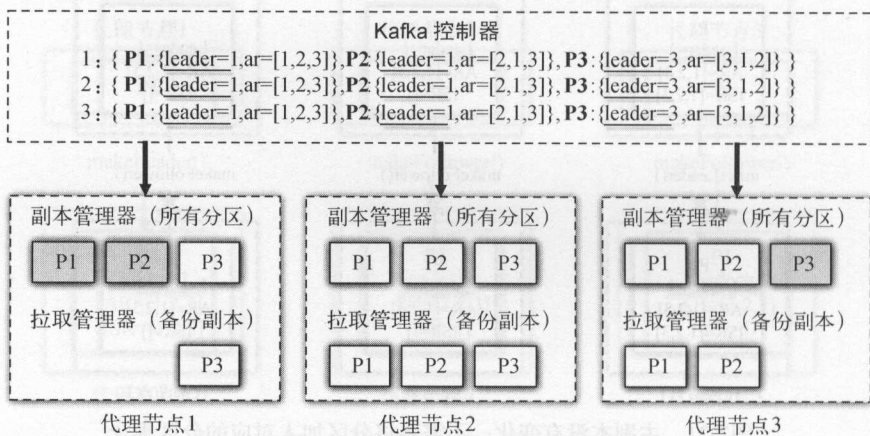 Kafka 控制器
1：{ P1:{leader=1,ar=[1,2,3]},P2:{leader=1,ar=[2,1,3]},P3:{leader=3,ar=[3,1,2]} }
2：{ P1:{leader=1,ar=[1,2,3]},P2:{leader=1,ar=[2,1,3]},P3:{leader=3,ar=[3,1,2]} }
3：{ P1:{leader=1,ar=[1,2,3]},P2:{leader=1,ar=[2,1,3]},P3:{leader=3,ar=[3,1,2]} }
副本管理器（所有分区）
P1 P2 P3
拉取管理器（备份副本）
P3
代理节点1
副本管理器（所有分区）
P1 P2 P3
拉取管理器（备份副本）
P1 P2 P3
代理节点2
副本管理器（所有分区）
P1 P2 P3
拉取管理器（备份副本）
P1 P2
代理节点3